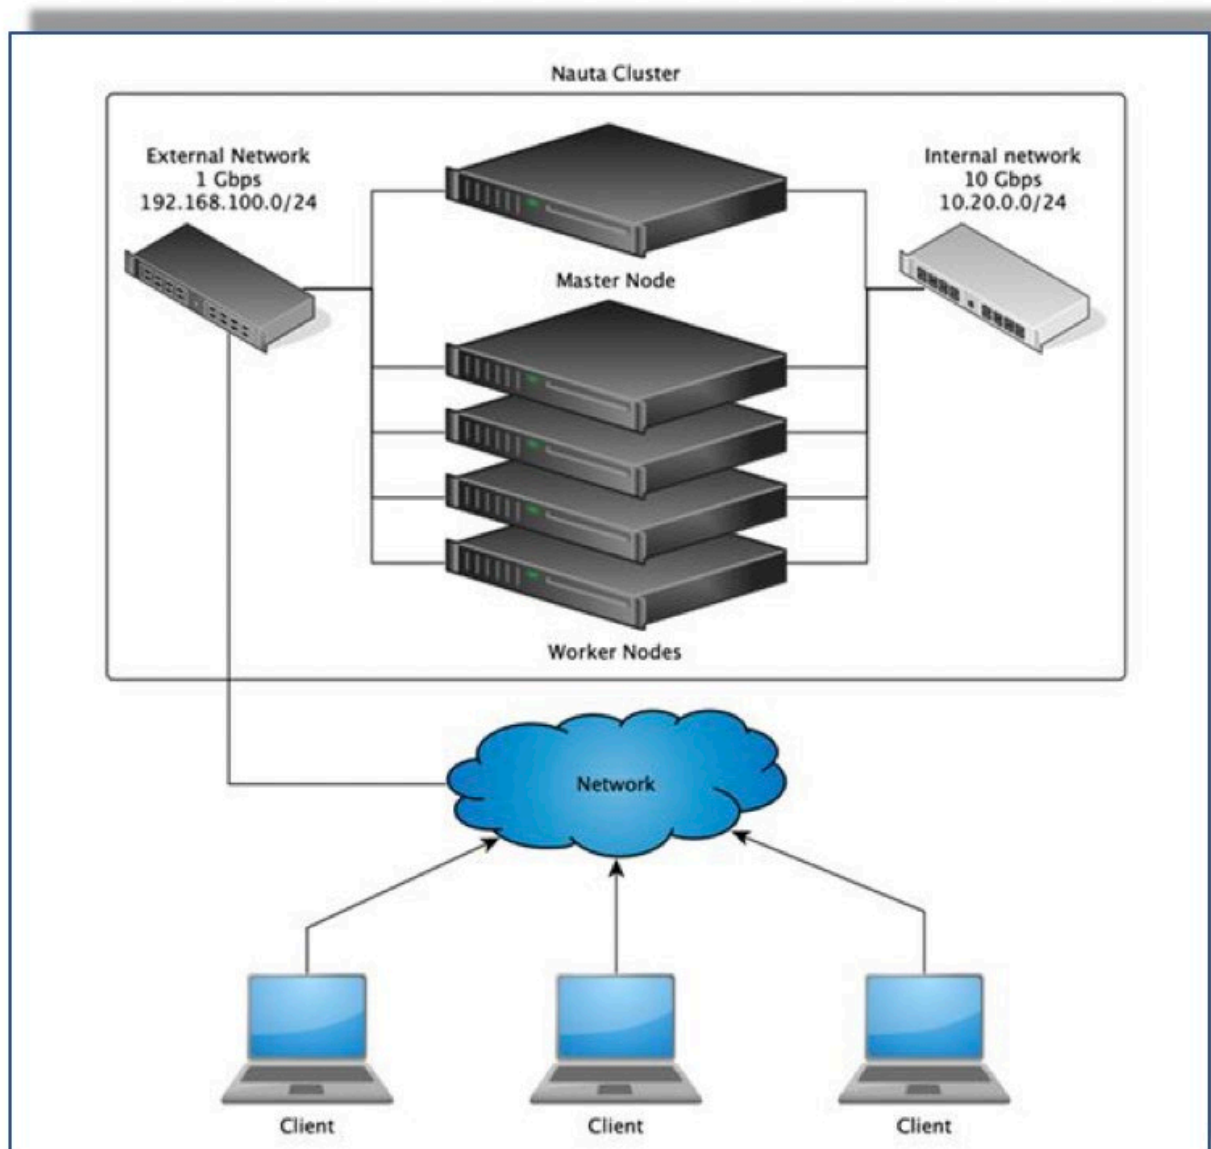 Nauta Cluster
External Network
1 Gbps
192.168.100.0/24
Internal network
10 Gbps
10.20.0.0/24
Master Node
Worker Nodes
Network
Client
Client
Client